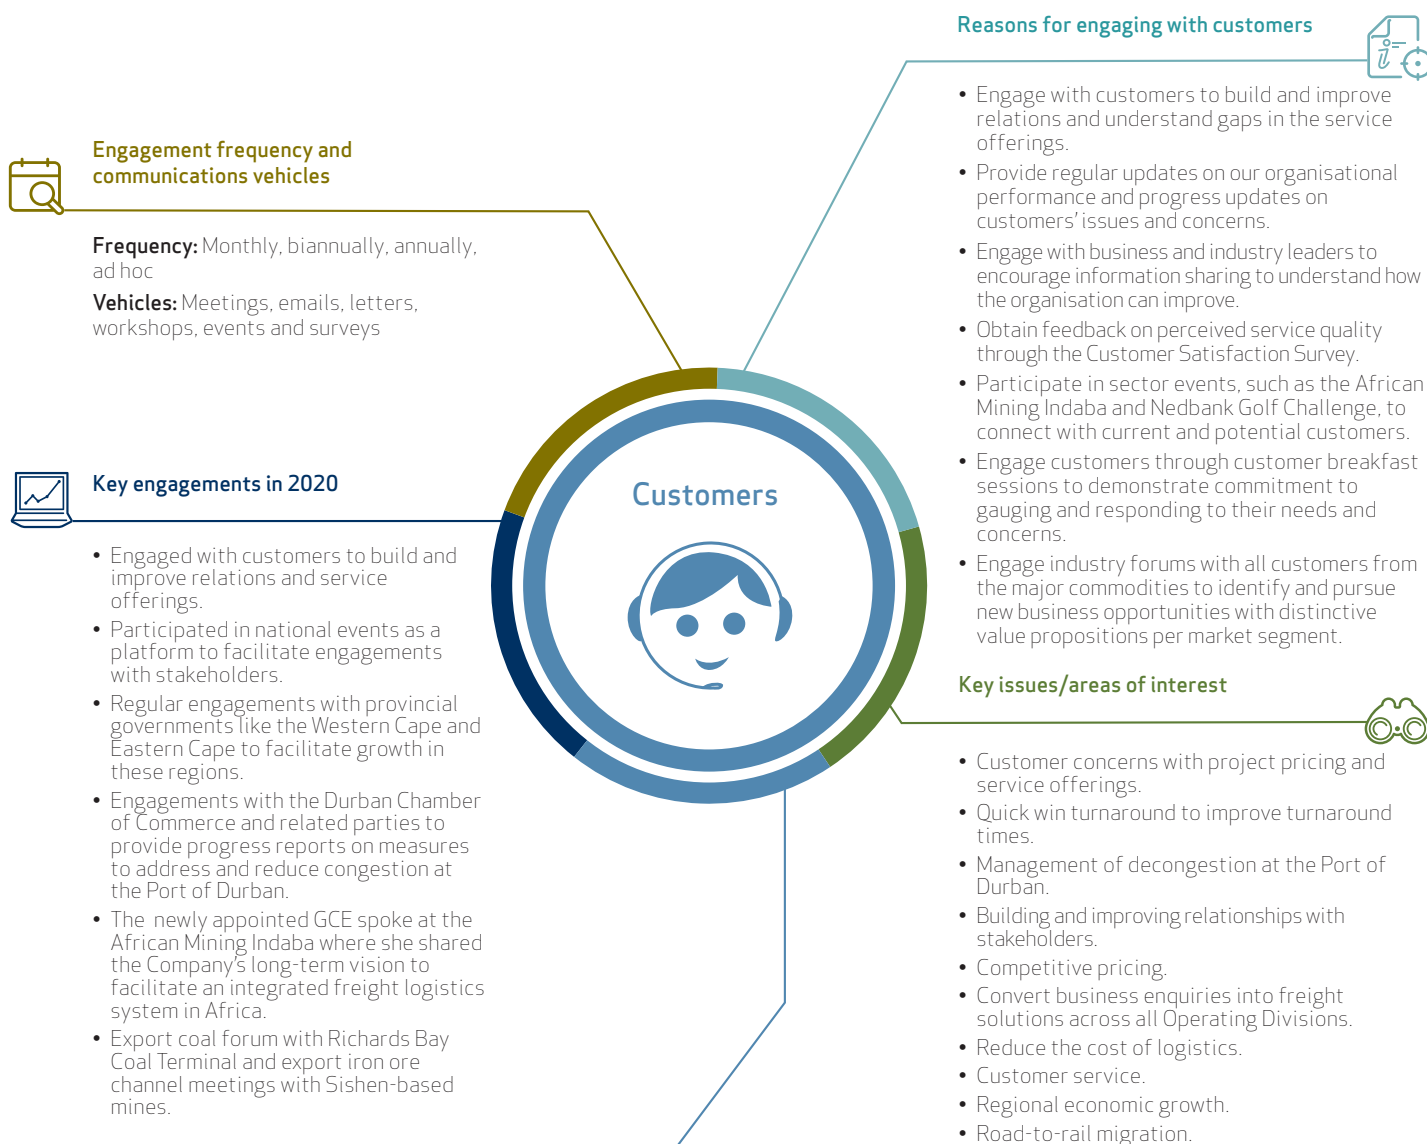 Engagement frequency and
communications vehicles
Frequency: Monthly, biannually, annually,
ad hoc
Vehicles: Meetings, emails, letters,
workshops, events and surveys
Key engagements in 2020
• Engaged with customers to build and
improve relations and service
offerings.
• Participated in national events as a
platform to facilitate engagements
with stakeholders.
• Regular engagements with provincial
governments like the Western Cape and
Eastern Cape to facilitate growth in
these regions.
• Engagements with the Durban Chamber
of Commerce and related parties to
provide progress reports on measures
to address and reduce congestion at
the Port of Durban.
• The newly appointed GCE spoke at the
African Mining Indaba where she shared
the Company's long-term vision to
facilitate an integrated freight logistics
system in Africa.
• Export coal forum with Richards Bay
Coal Terminal and export iron ore
channel meetings with Sishen-based
mines.
Customers
Reasons for engaging with customers
i
• Engage with customers to build and improve
relations and understand gaps in the service
offerings.
• Provide regular updates on our organisational
performance and progress updates on
customers' issues and concerns.
• Engage with business and industry leaders to
encourage information sharing to understand how
the organisation can improve.
• Obtain feedback on perceived service quality
through the Customer Satisfaction Survey.
• Participate in sector events, such as the African
Mining Indaba and Nedbank Golf Challenge, to
connect with current and potential customers.
• Engage customers through customer breakfast
sessions to demonstrate commitment to
gauging and responding to their needs and
concerns.
• Engage industry forums with all customers from
the major commodities to identify and pursue
new business opportunities with distinctive
value propositions per market segment.
Key issues/areas of interest
• Customer concerns with project pricing and
service offerings.
• Quick win turnaround to improve turnaround
times.
• Management of decongestion at the Port of
Durban.
• Building and improving relationships with
stakeholders.
• Competitive pricing.
• Convert business enquiries into freight
solutions across all Operating Divisions.
• Reduce the cost of logistics.
• Customer service.
• Regional economic growth.
• Road-to-rail migration.